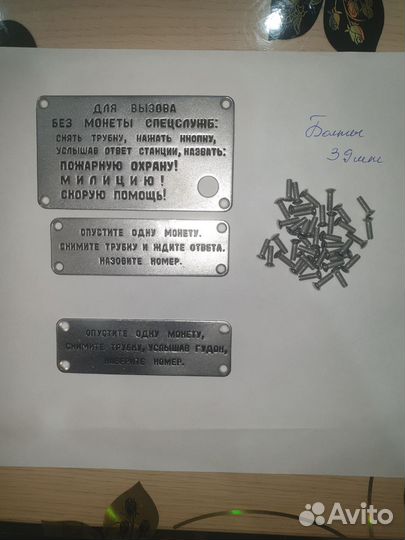 ДЛЯ ВЫЗОВА
БЕЗ МОНЕТЫ СПЕЦСЛУЖБ:
СНЯТЬ ТРУБКУ, НАЖАТЬ КНОПКУ,
УСЛЫШАВ ОТВЕТ СТАНЦИИ, НАЗВАТЬ:
ПОЖАРНУЮ ОХРАНУ!
МИЛИЦИЮ!
СКОРУЮ ПОМОЩЬ!
ОПУСТИТЕ ОДНУ МОНЕТУ.
СНИМИТЕ ТРУБКУ И ЖДИТЕ ОТВЕТА.
НАЗОВИТЕ НОМЕР.
ОПУСТИТЕ ОДНУ МОНЕТУ,
СНИМИТЕ ТРУБКУ, УСЛЫШАВ ГУДОК,
НАБЕРИТЕ НОМЕР.
Болты
39шт
Avito